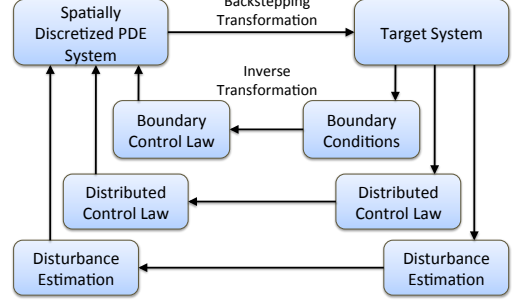 Backstepping
Transformation
Spatially
Discretized PDE
System
Target System
Inverse
Transformation
Boundary
Control Law
Boundary
Conditions
Distributed
Control Law
Distributed
Control Law
Disturbance
Estimation
Disturbance
Estimation